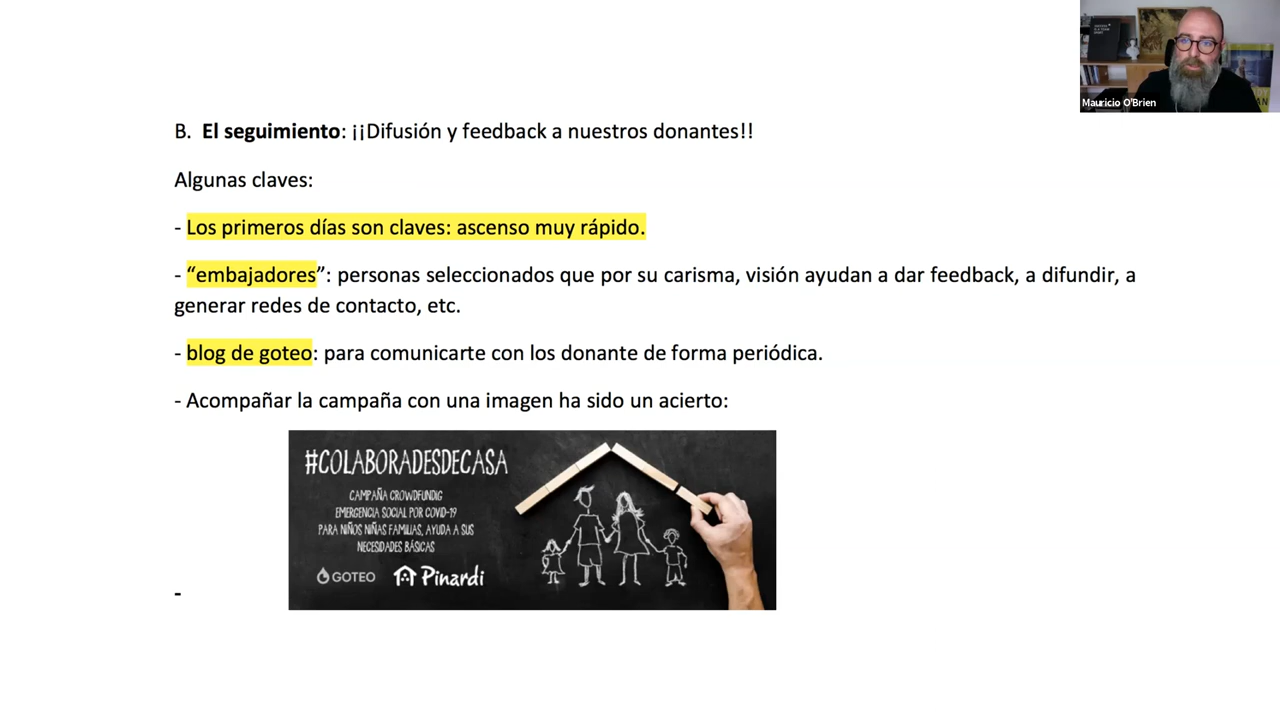 Mauricio O'Brien
B. El seguimiento: ¡¡Difusión y feedback a nuestros donantes!!
Algunas claves:
- Los primeros días son claves: ascenso muy rápido.
- “embajadores”: personas seleccionados que por su carisma, visión ayudan a dar feedback, a difundir, a
generar redes de contacto, etc.
- blog de goteo: para comunicarte con los donante de forma periódica.
- Acompañar la campaña con una imagen ha sido un acierto:
#COLABORADESDECASA
CAMPAÑA CROWDFUNDIG
EMERGENCIA SOCIAL POR COVID-19
PARA NIÑOS NIÑAS FAMILIAS, AYUDA A SUS
NECESIDADES BÁSICAS
GOTEO Pinardi
-